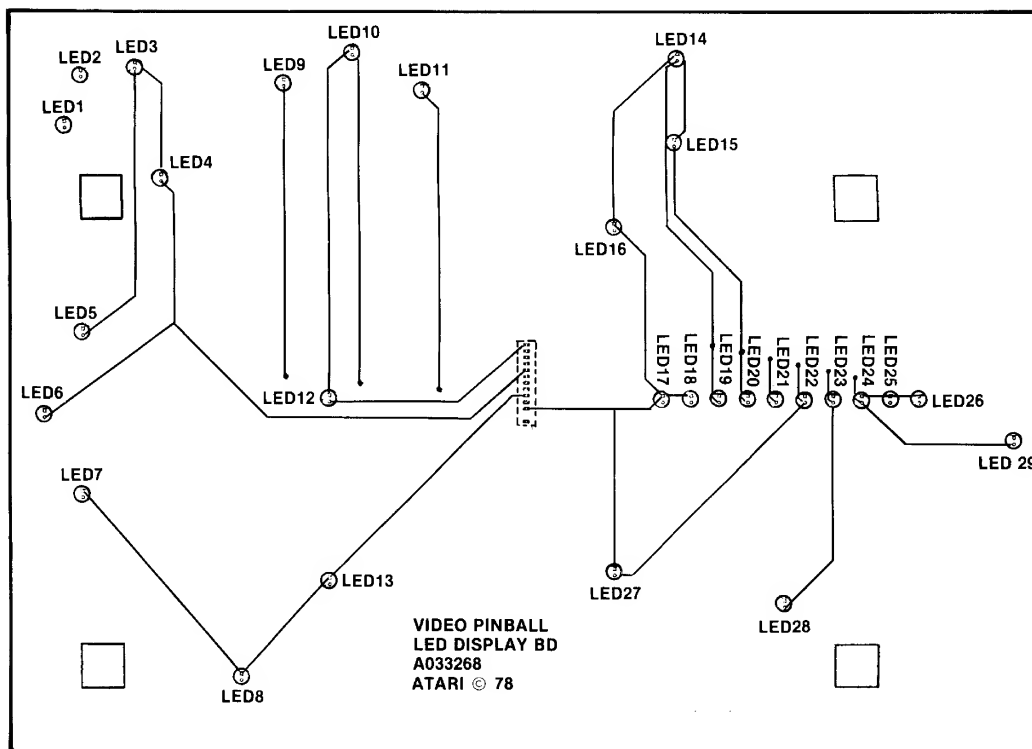 LED1
LED2
LED3
LED4
LED5
LED6
LED7
LED8
LED9
LED10
LED11
LED12
LED13
LED14
LED15
LED16
LED17
LED18
LED19
LED20
LED21
LED22
LED23
LED24
LED25
LED26
LED27
LED28
LED 29
VIDEO PINBALL
LED DISPLAY BD
A033268
ATARI © 78